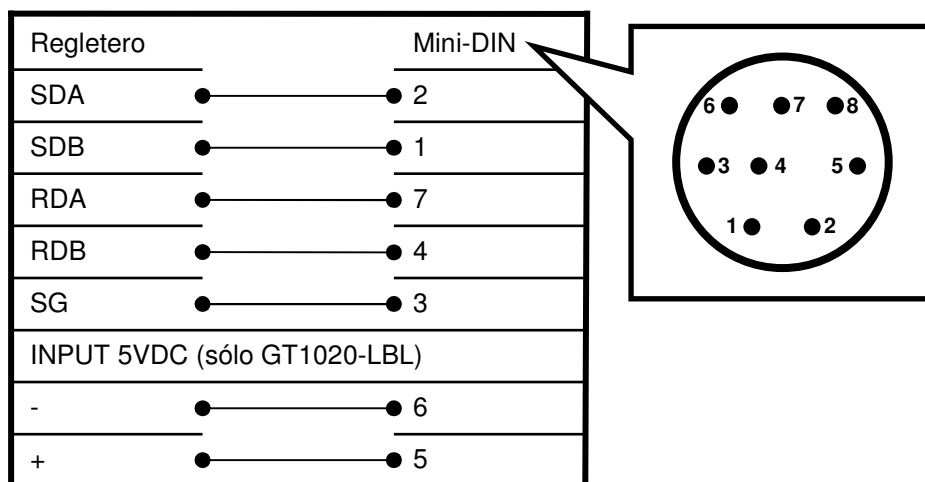 Regletero Mini-DIN
SDA 2
SDB 1
RDA 7
RDB 4
SG 3
INPUT 5VDC (sólo GT1020-LBL)
- 6
+ 5
6 7 8
3 4 5
1 2